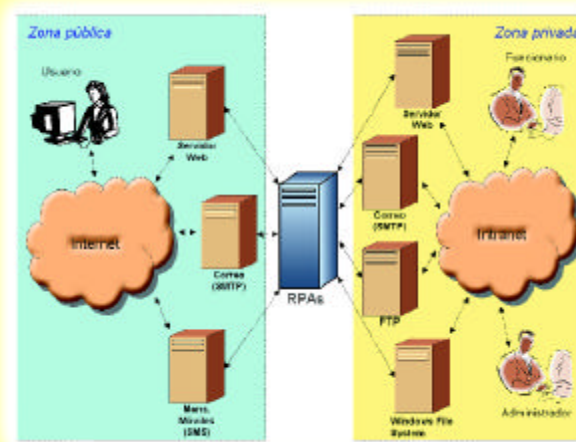 Zona pública
Zona privada
Usuario
Funcionario
Servidor
Web
Servidor
Web
Correo
(SMTP)
Internet
Intranet
Correo
(SMTP)
RPAs
FTP
Mens.
Móviles
(SMS)
Windows File
System
Administrador